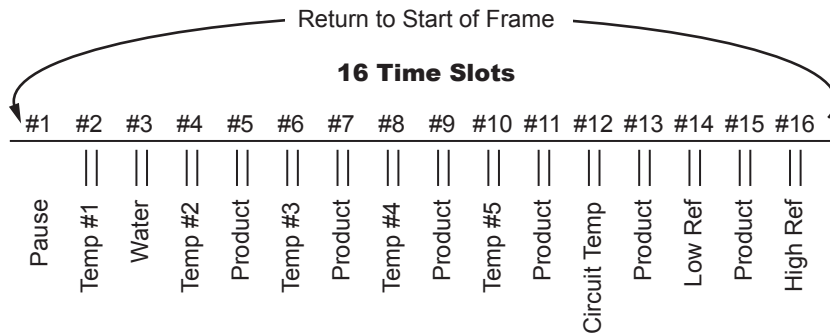 Return to Start of Frame
16 Time Slots
#1 #2 #3 #4 #5 #6 #7 #8 #9 #10 #11 #12 #13 #14 #15 #16
Pause
Temp #1
Water
Temp #2
Product
Temp #3
Product
Temp #4
Product
Temp #5
Product
Circuit Temp
Product
Low Ref
Product
High Ref